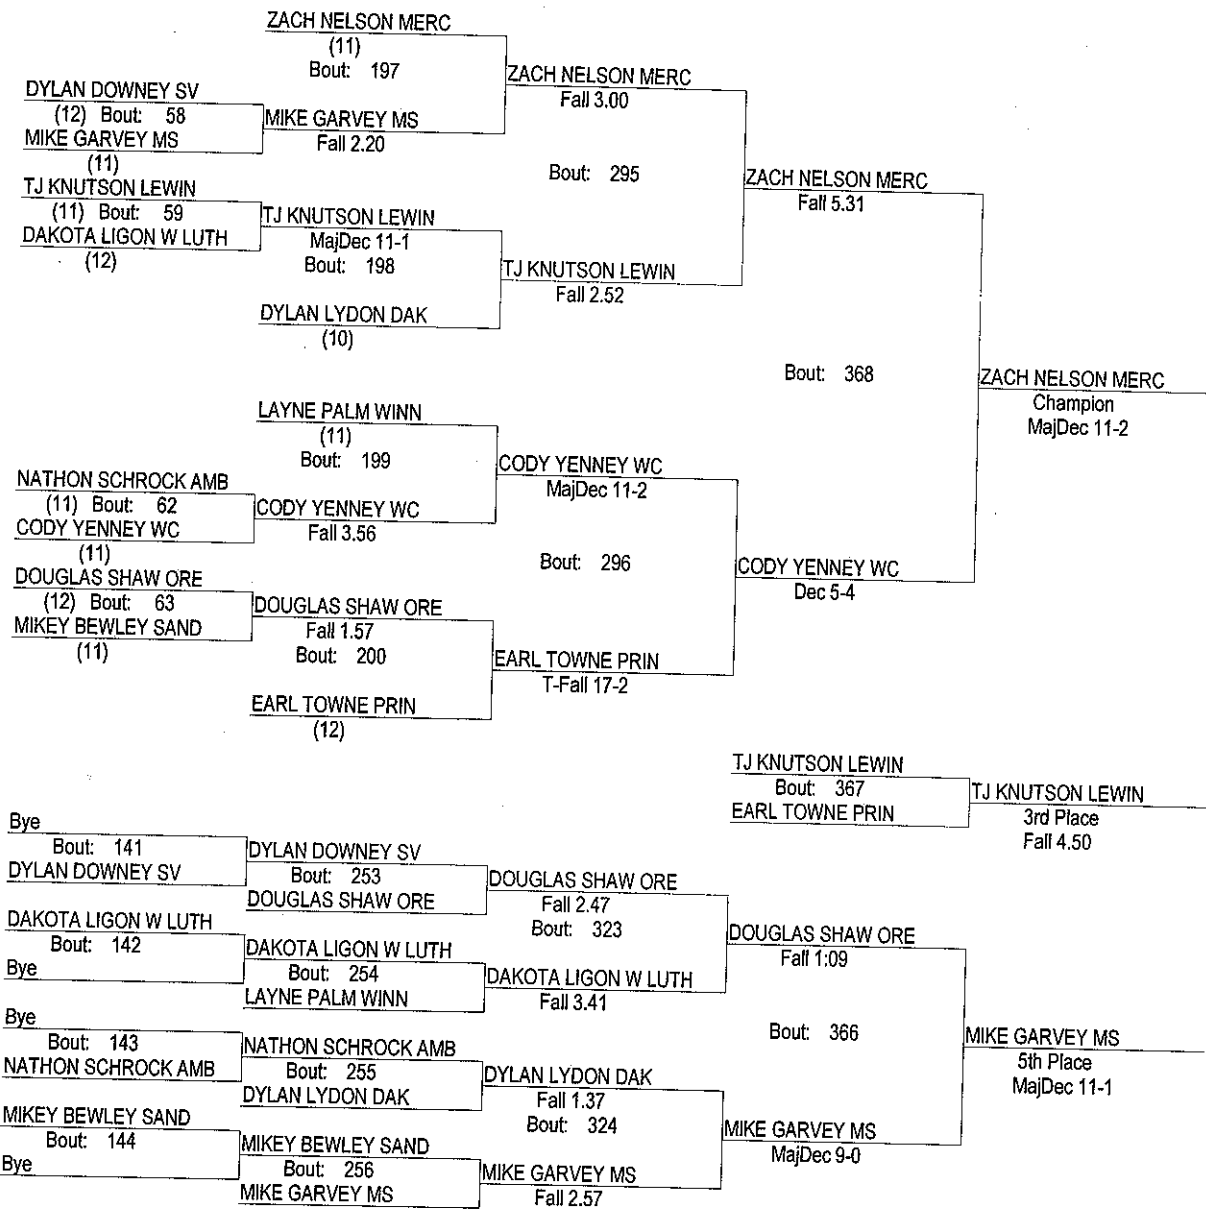 ZACH NELSON MERC
(11)
Bout: 197
ZACH NELSON MERC
Fall 3.00
DYLAN DOWNEY SV
(12) Bout: 58
MIKE GARVEY MS
(11)
MIKE GARVEY MS
Fall 2.20
Bout: 295
ZACH NELSON MERC
Fall 5.31
TJ KNUTSON LEWIN
(11) Bout: 59
DAKOTA LIGON W LUTH
(12)
TJ KNUTSON LEWIN
MajDec 11-1
Bout: 198
TJ KNUTSON LEWIN
Fall 2.52
DYLAN LYDON DAK
(10)
Bout: 368
ZACH NELSON MERC
Champion
MajDec 11-2
LAYNE PALM WINN
(11)
Bout: 199
CODY YENNEY WC
MajDec 11-2
NATHON SCHROCK AMB
(11) Bout: 62
CODY YENNEY WC
(11)
CODY YENNEY WC
Fall 3.56
Bout: 296
CODY YENNEY WC
Dec 5-4
DOUGLAS SHAW ORE
(12) Bout: 63
MIKEY BEWLEY SAND
(11)
DOUGLAS SHAW ORE
Fall 1.57
Bout: 200
EARL TOWNE PRIN
T-Fall 17-2
EARL TOWNE PRIN
(12)
TJ KNUTSON LEWIN
Bout: 367
EARL TOWNE PRIN
TJ KNUTSON LEWIN
3rd Place
Fall 4.50
Bye
Bout: 141
DYLAN DOWNEY SV
DYLAN DOWNEY SV
Bout: 253
DOUGLAS SHAW ORE
DOUGLAS SHAW ORE
Fall 2.47
Bout: 323
DAKOTA LIGON W LUTH
Bout: 142
Bye
DAKOTA LIGON W LUTH
Bout: 254
LAYNE PALM WINN
DAKOTA LIGON W LUTH
Fall 3.41
DOUGLAS SHAW ORE
Fall 1:09
Bye
Bout: 143
NATHON SCHROCK AMB
NATHON SCHROCK AMB
Bout: 255
DYLAN LYDON DAK
DYLAN LYDON DAK
Fall 1.37
Bout: 324
Bout: 366
MIKE GARVEY MS
5th Place
MajDec 11-1
MIKEY BEWLEY SAND
Bout: 144
Bye
MIKEY BEWLEY SAND
Bout: 256
MIKE GARVEY MS
MIKE GARVEY MS
Fall 2.57
MIKE GARVEY MS
MajDec 9-0